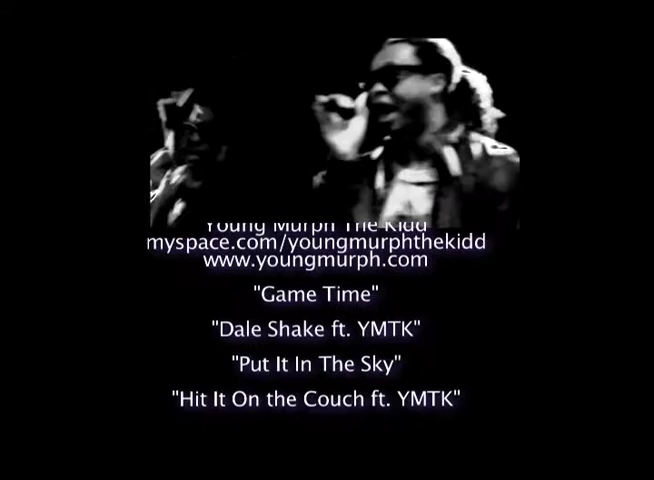 Young Murph The Kidd
myspace.com/youngmurphthekidd
www.youngmurph.com
"Game Time"
"Dale Shake ft. YMTK"
"Put It In The Sky"
"Hit It On the Couch ft. YMTK"